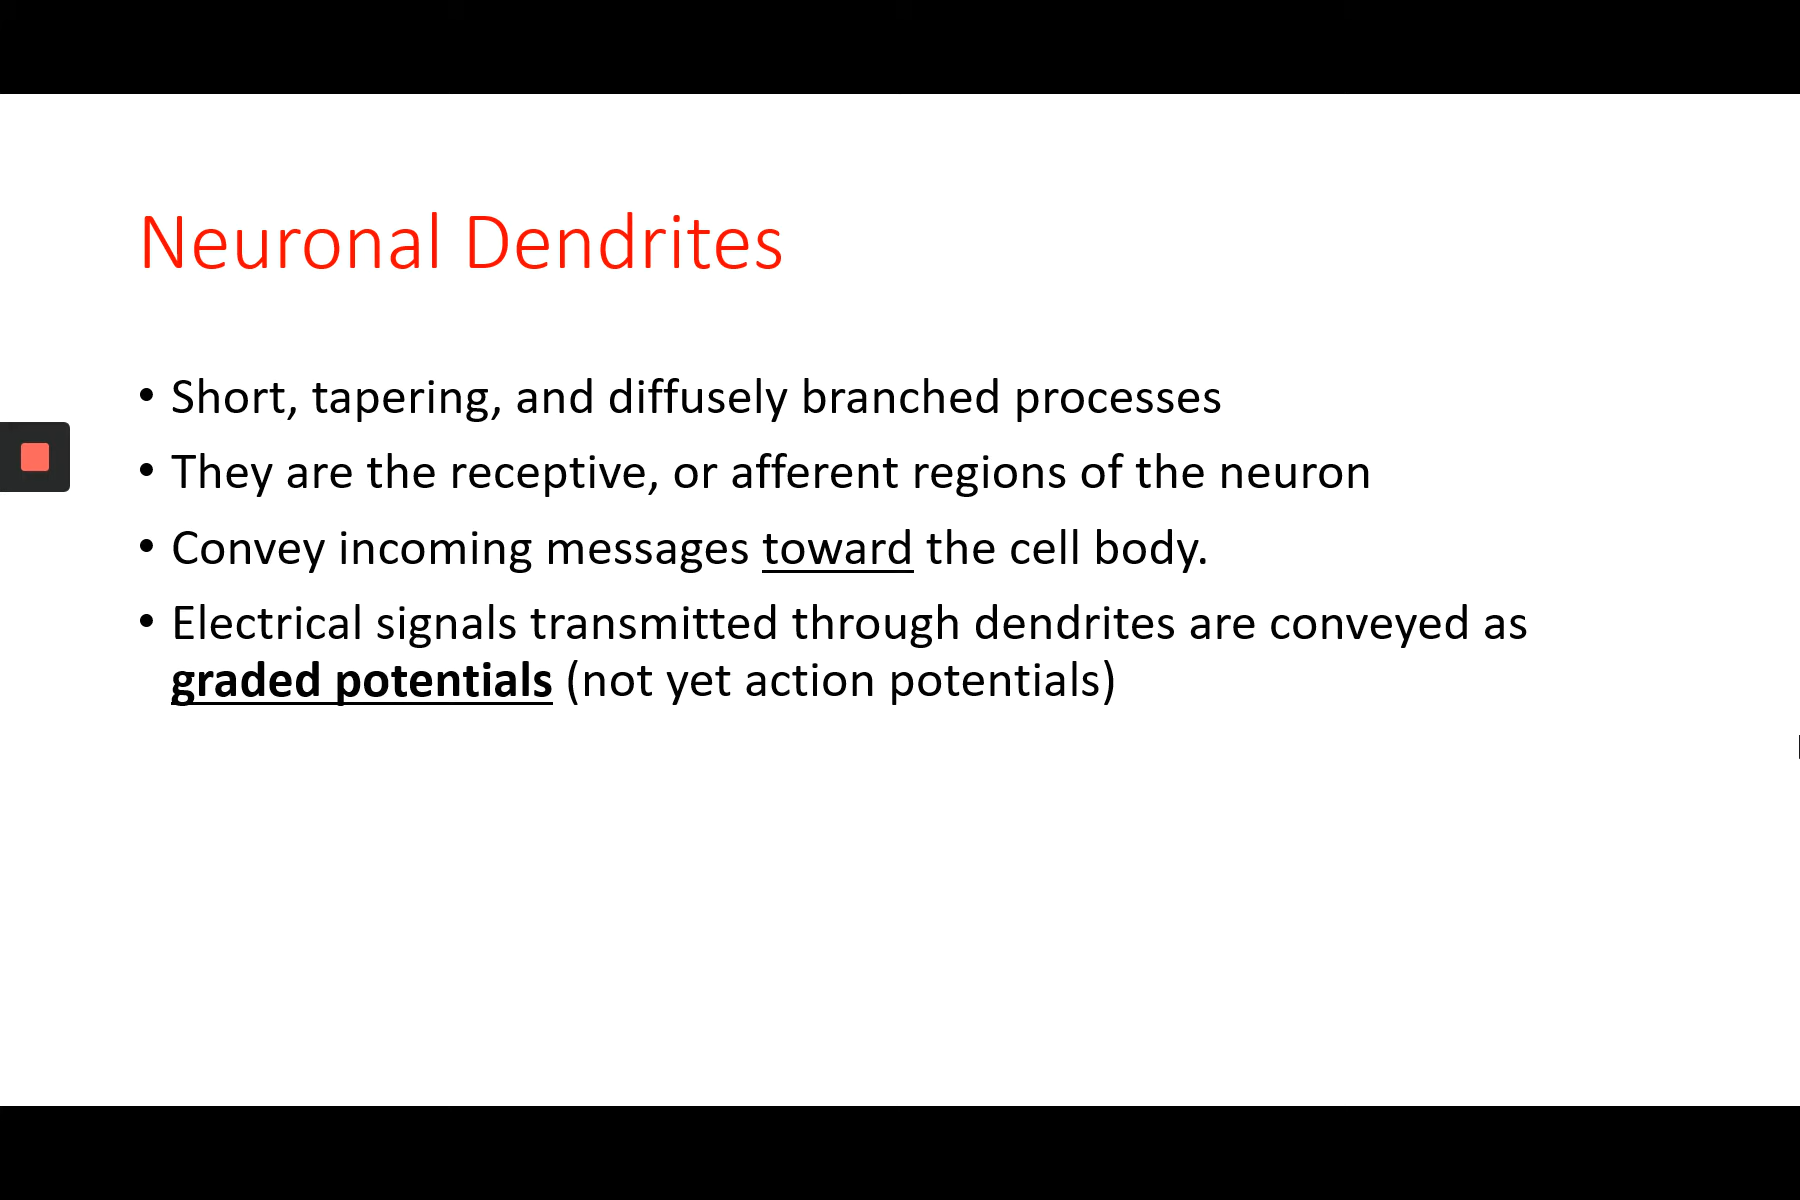 Neuronal Dendrites
• Short, tapering, and diffusely branched processes
• They are the receptive, or afferent regions of the neuron
• Convey incoming messages toward the cell body.
• Electrical signals transmitted through dendrites are conveyed as
graded potentials (not yet action potentials)